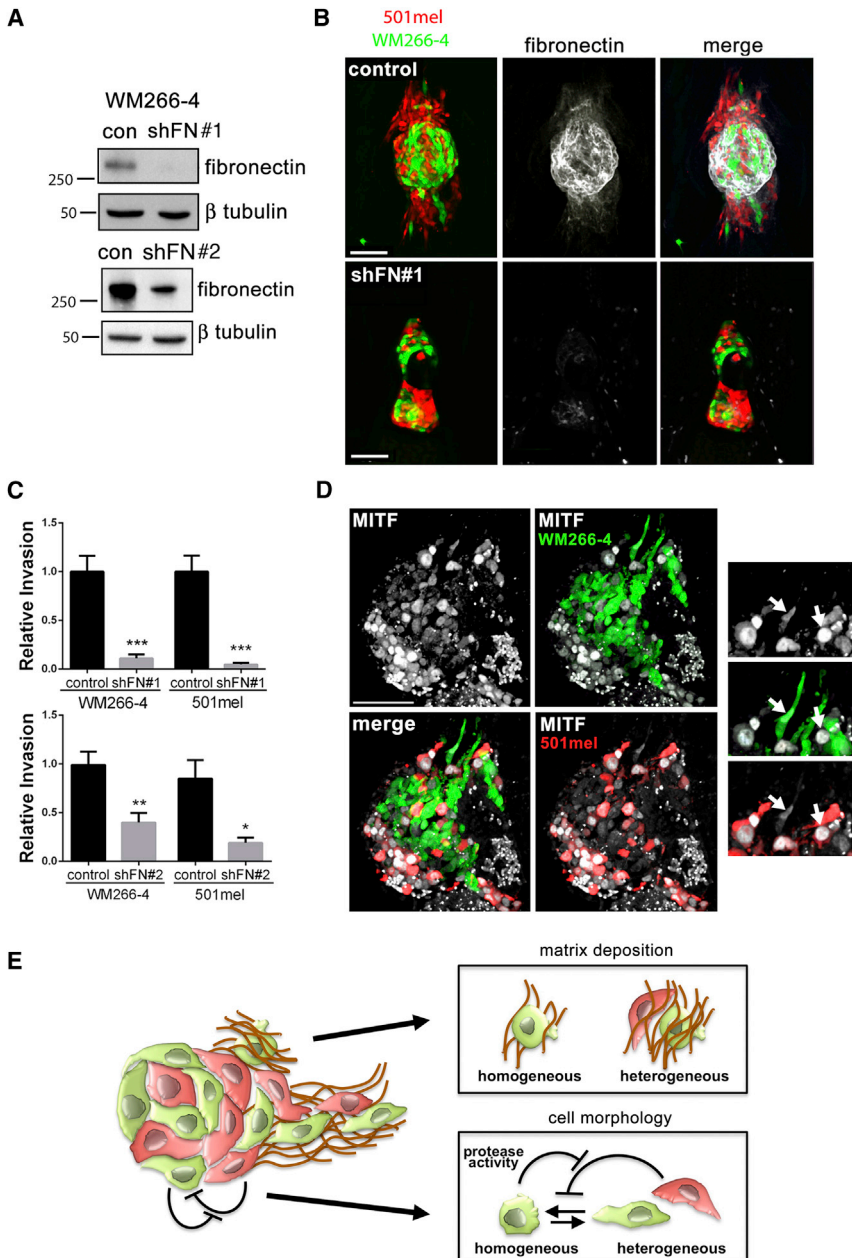 A
WM266-4
con shFN#1
fibronectin
250
50
β tubulin
con shFN#2
fibronectin
250
50
β tubulin
B
501mel
WM266-4
fibronectin
merge
control
shFN#1
C
Relative Invasion
1.5
1.0
0.5
0.0
***
***
control shFN#1
control shFN#1
WM266-4
501mel
Relative Invasion
1.5
1.0
0.5
0.0
**
*
control shFN#2
control shFN#2
WM266-4
501mel
D
MITF
MITF
WM266-4
merge
MITF
501mel
E
matrix deposition
homogeneous
heterogeneous
cell morphology
protease
activity
homogeneous
heterogeneous